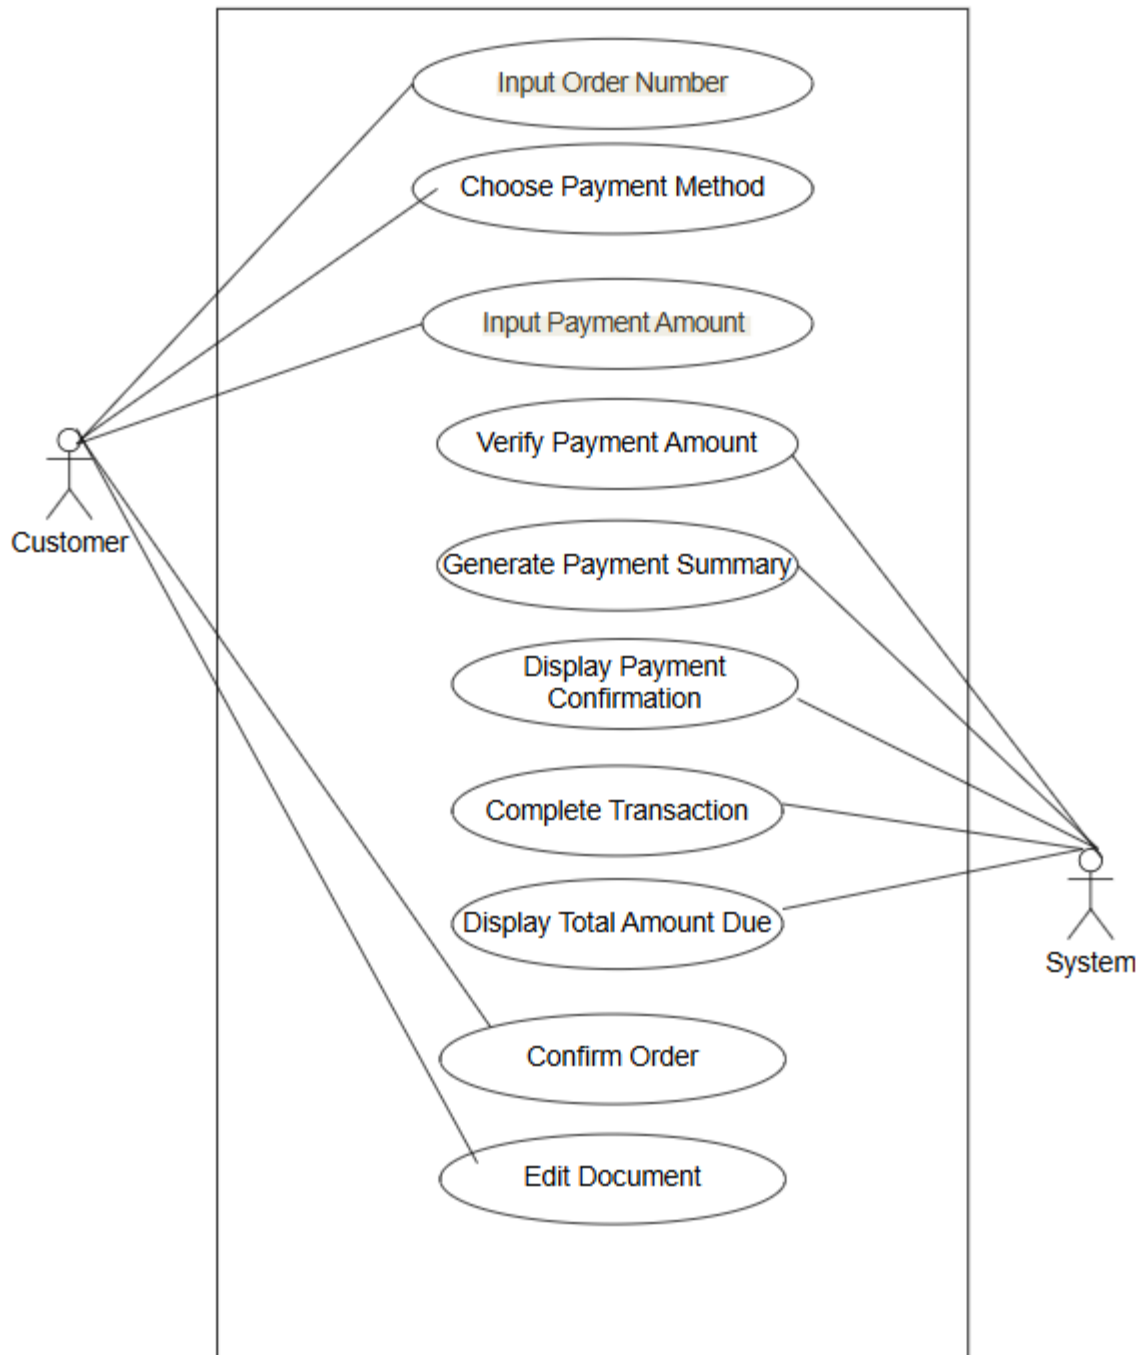 Input Order Number
Choose Payment Method
Input Payment Amount
Verify Payment Amount
Customer
Generate Payment Summary
Display Payment
Confirmation
Complete Transaction
Display Total Amount Due
System
Confirm Order
Edit Document